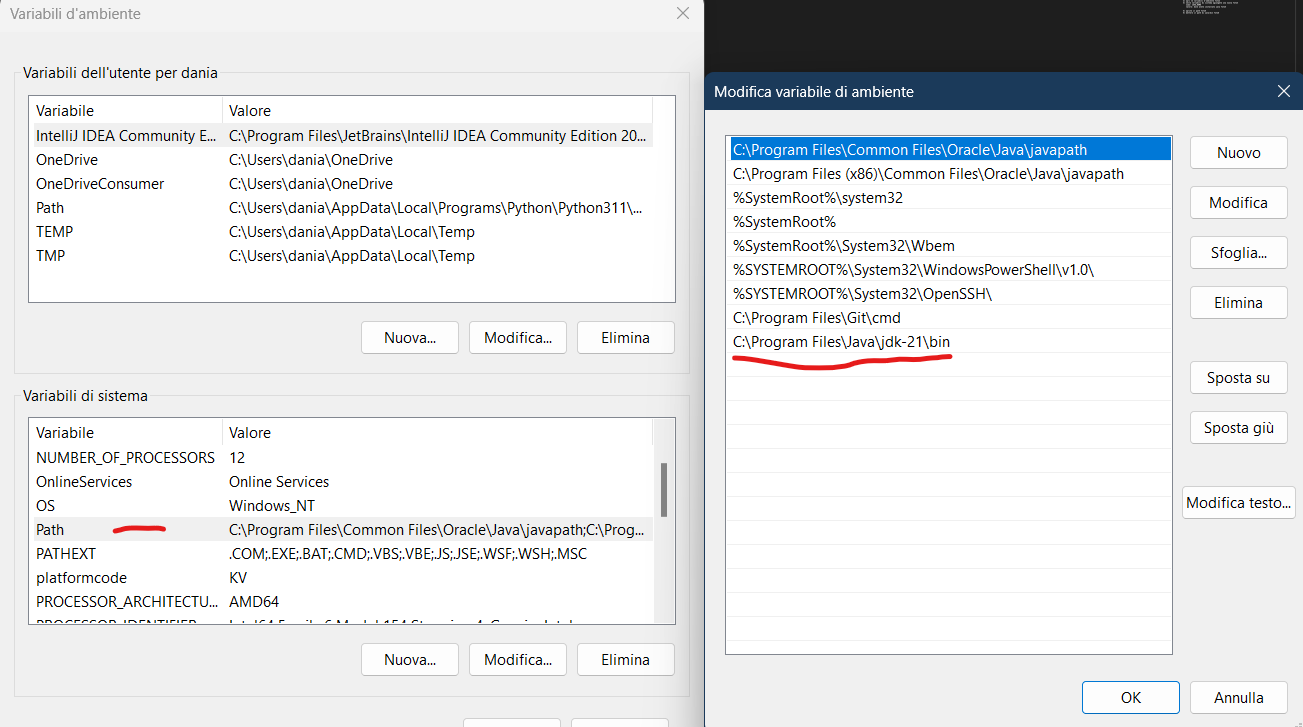 Variabili d'ambiente
Variabili dell'utente per dania
Variabile Valore
IntelliJ IDEA Community E... C:\Program Files\JetBrains\IntelliJ IDEA Community Edition 20...
OneDrive C:\Users\dania\OneDrive
OneDriveConsumer C:\Users\dania\OneDrive
Path C:\Users\dania\AppData\Local\Programs\Python\Python311\...
TEMP C:\Users\dania\AppData\Local\Temp
TMP C:\Users\dania\AppData\Local\Temp
Nuova... Modifica... Elimina
Variabili di sistema
Variabile Valore
NUMBER_OF_PROCESSORS 12
OnlineServices Online Services
OS Windows_NT
Path C:\Program Files\Common Files\Oracle\Java\javapath;C:\Prog...
PATHEXT .COM;.EXE;.BAT;.CMD;.VBS;.VBE;.JS;.JSE;.WSF;.WSH;.MSC
platformcode KV
PROCESSOR_ARCHITECTU... AMD64
Nuova... Modifica... Elimina
Modifica variabile di ambiente
C:\Program Files\Common Files\Oracle\Java\javapath
C:\Program Files (x86)\Common Files\Oracle\Java\javapath
%SystemRoot%\system32
%SystemRoot%
%SystemRoot%\System32\Wbem
%SYSTEMROOT%\System32\WindowsPowerShell\v1.0\
%SYSTEMROOT%\System32\OpenSSH\
C:\Program Files\Git\cmd
C:\Program Files\Java\jdk-21\bin
Nuovo
Modifica
Sfoglia...
Elimina
Sposta su
Sposta giù
Modifica testo...
OK Annulla